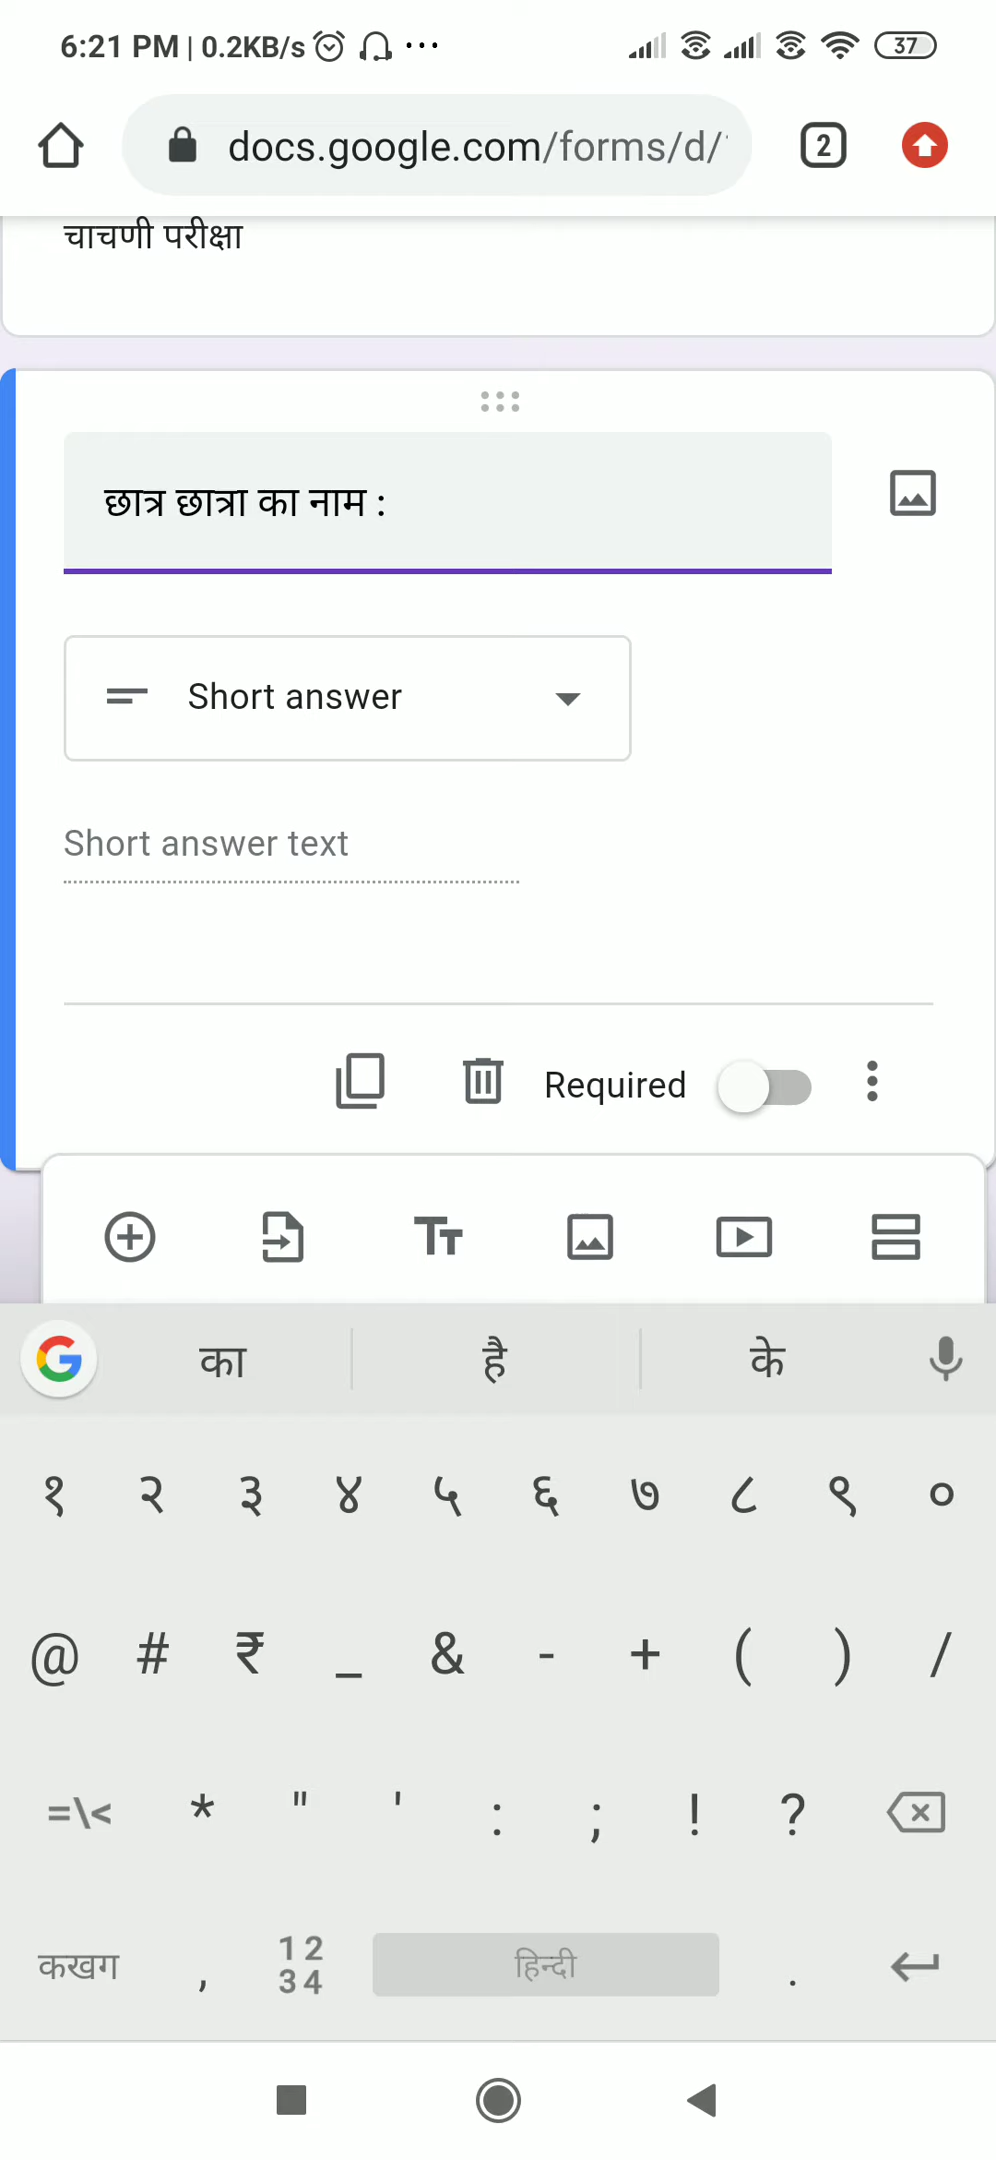 6:21 PM | 0.2KB/s ... 37
docs.google.com/forms/d/ 2
चाचणी परीक्षा
छात्र छात्रा का नाम :
Short answer
Short answer text
Required
Tт
G का है के
१ २ ३ ४ ५ ६ ७ ८ ९ ०
@ # ₹ _ & - + ( ) /
=\< * " ' : ; ! ?
कखग , 12 34 हिन्दी .